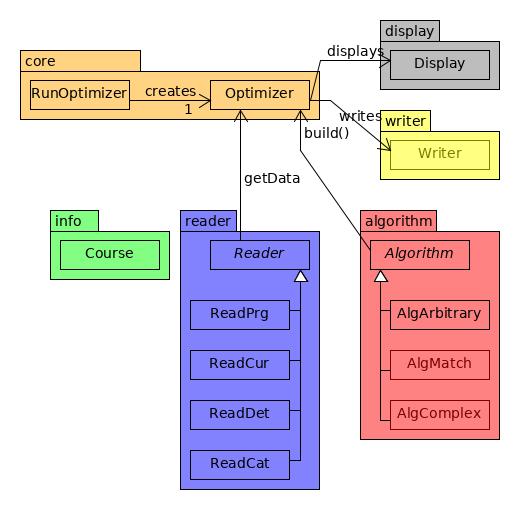 display
displays
Display
core
RunOptimizer
creates
1
Optimizer
writes
writer
Writer
build()
getData
info
Course
reader
Reader
ReadPrg
ReadCur
ReadDet
ReadCat
algorithm
Algorithm
AlgArbitrary
AlgMatch
AlgComplex